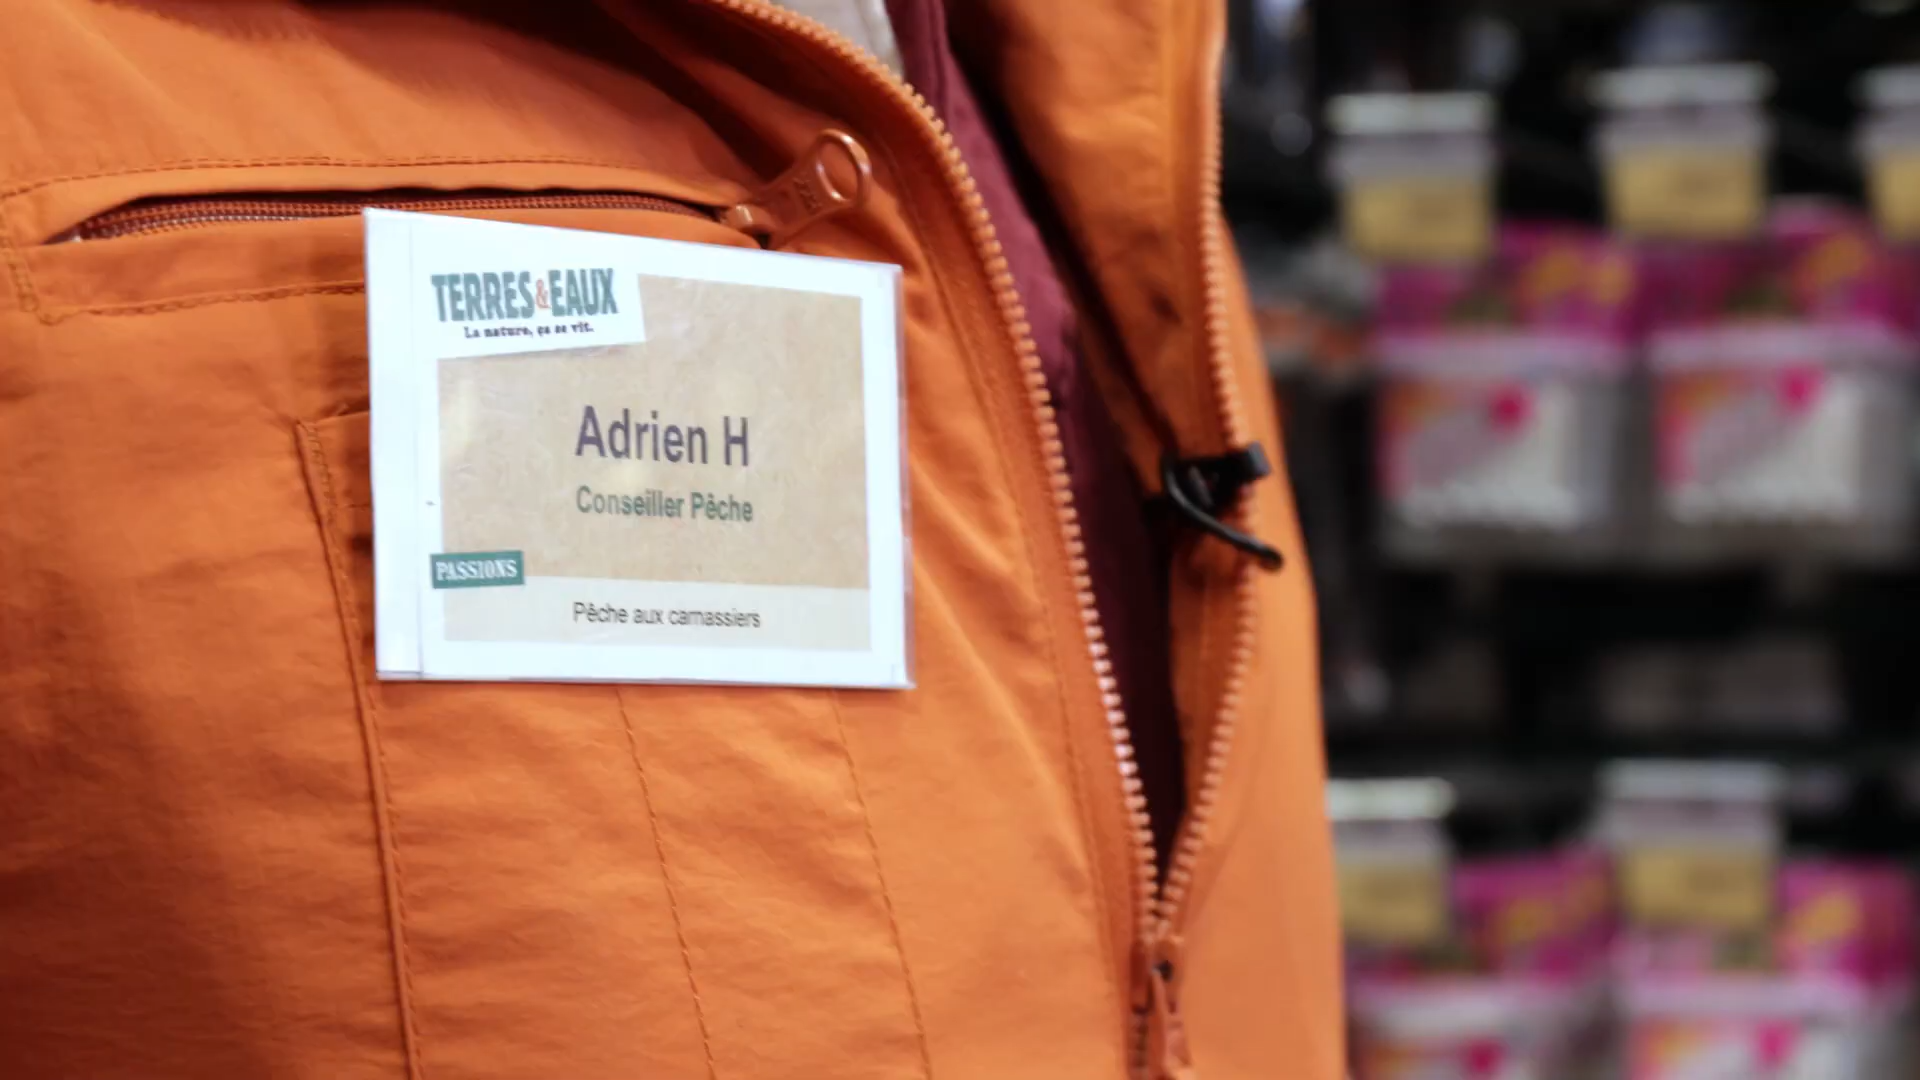 TERRES & EAUX
La nature, ça se vit.
Adrien H
Conseiller Pêche
PASSIONS
Pêche aux carnassiers